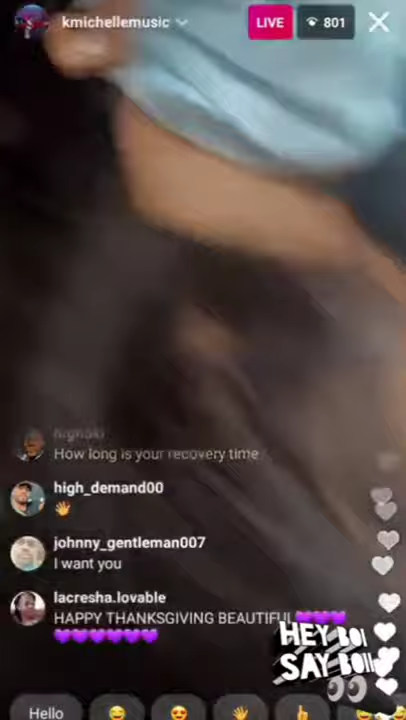 kmichellemusic
LIVE
801
How long is your recovery time
high_demand00
johnny_gentleman007
I want you
lacresha.lovable
HAPPY THANKSGIVING BEAUTIFUL
HEY BOI
SAY BOII
Hello